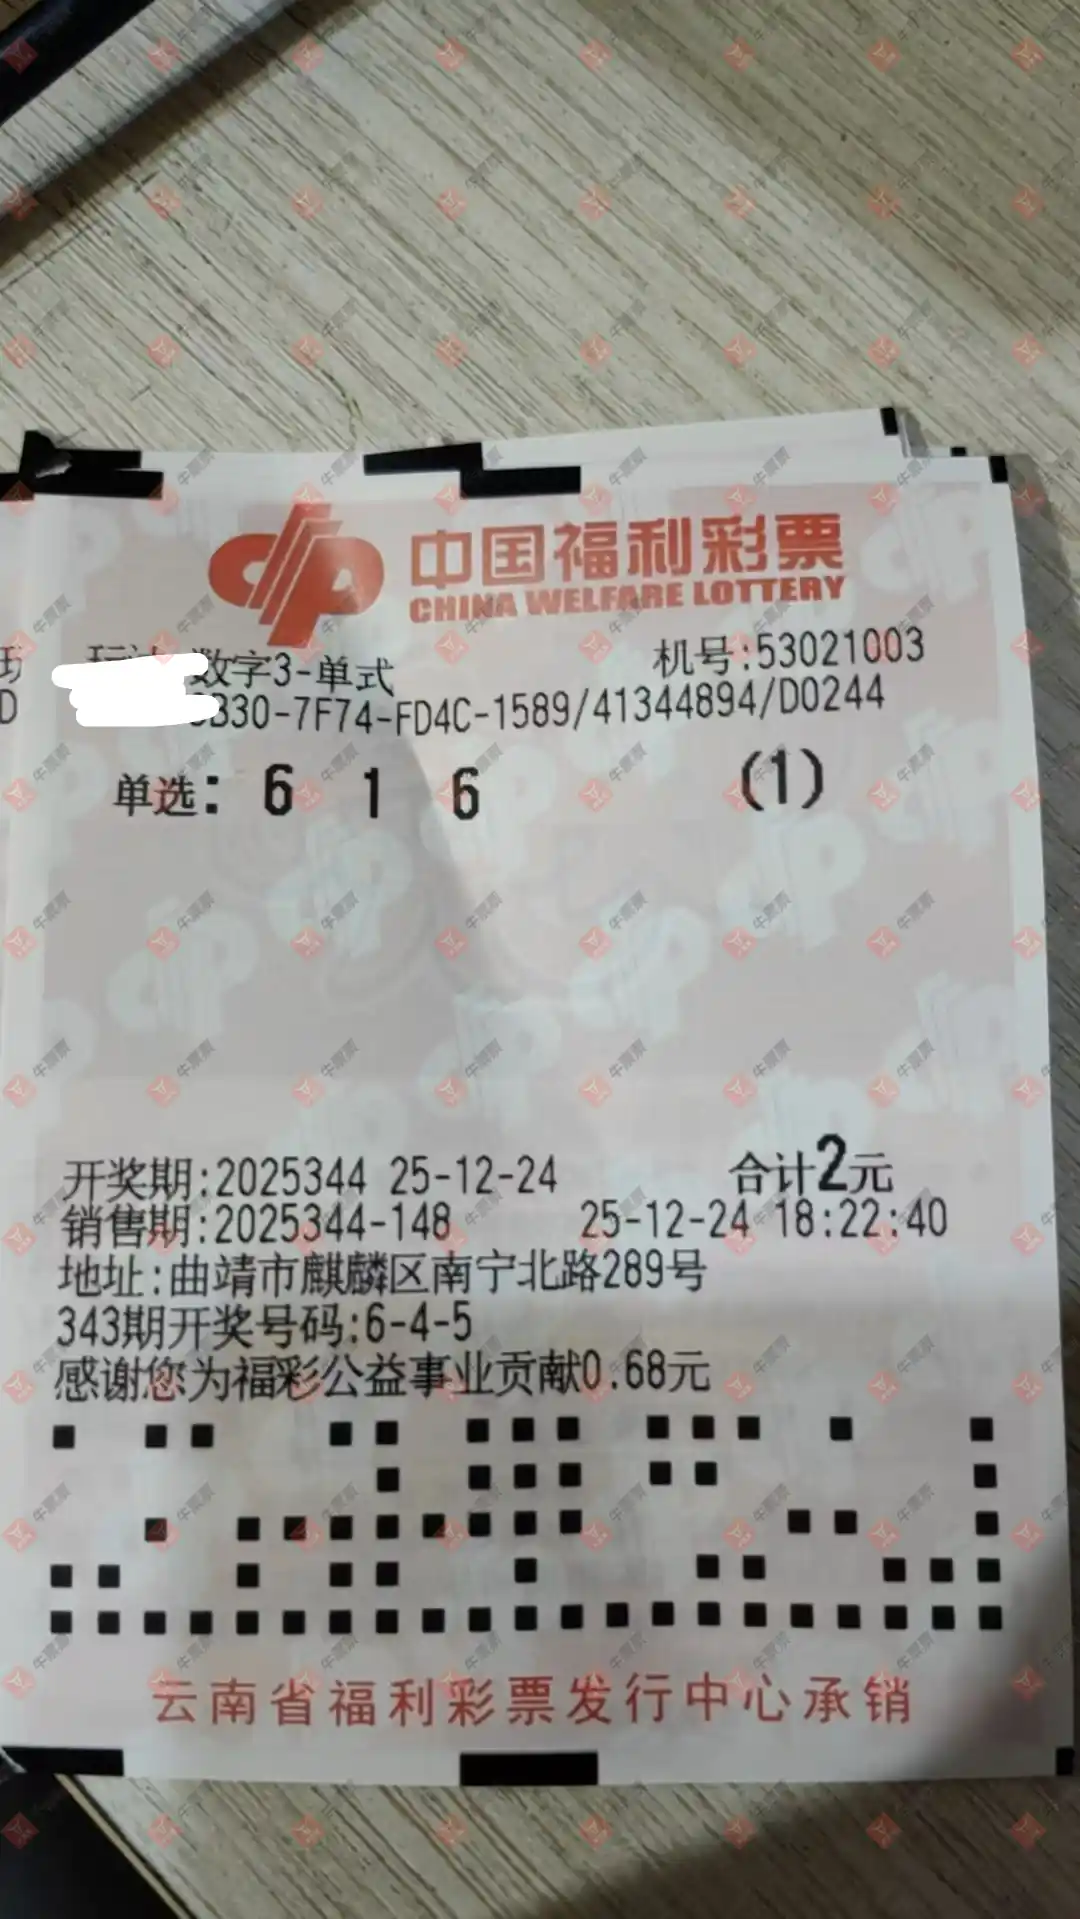 中国福利彩票
CHINA WELFARE LOTTERY
数字3-单式 机号:53021003
B30-7F74-FD4C-1589/41344894/D0244
单选: 6 1 6 (1)
开奖期:2025344 25-12-24 合计2元
销售期:2025344-148 25-12-24 18:22:40
地址:曲靖市麒麟区南宁北路289号
343期开奖号码:6-4-5
感谢您为福彩公益事业贡献0.68元
云南省福利彩票发行中心承销
牛票票